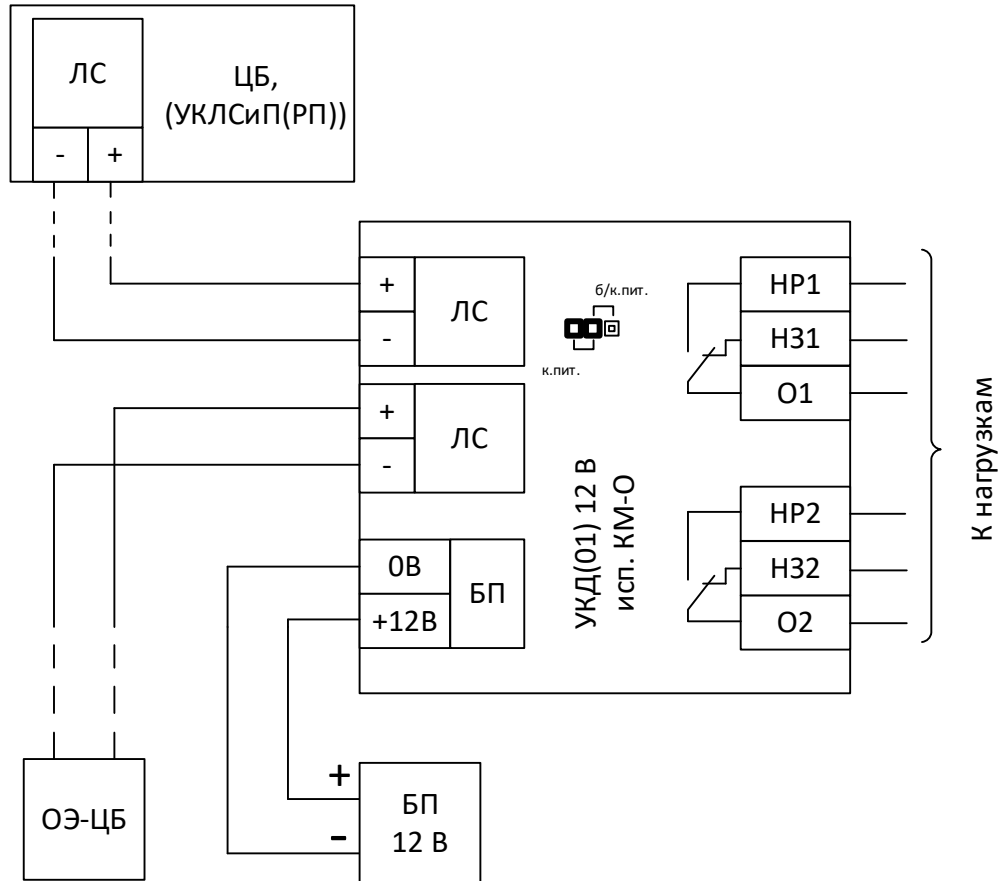 ЛС
ЦБ,
(УКЛСиП(РП))
- +
+
-
ЛС
б/к.пит.
к.пит.
НР1
НЗ1
О1
+
-
ЛС
УКД(01) 12 В
исп. КМ-О
НР2
НЗ2
О2
К нагрузкам
0В
+12В
БП
ОЭ-ЦБ
+
-
БП
12 В